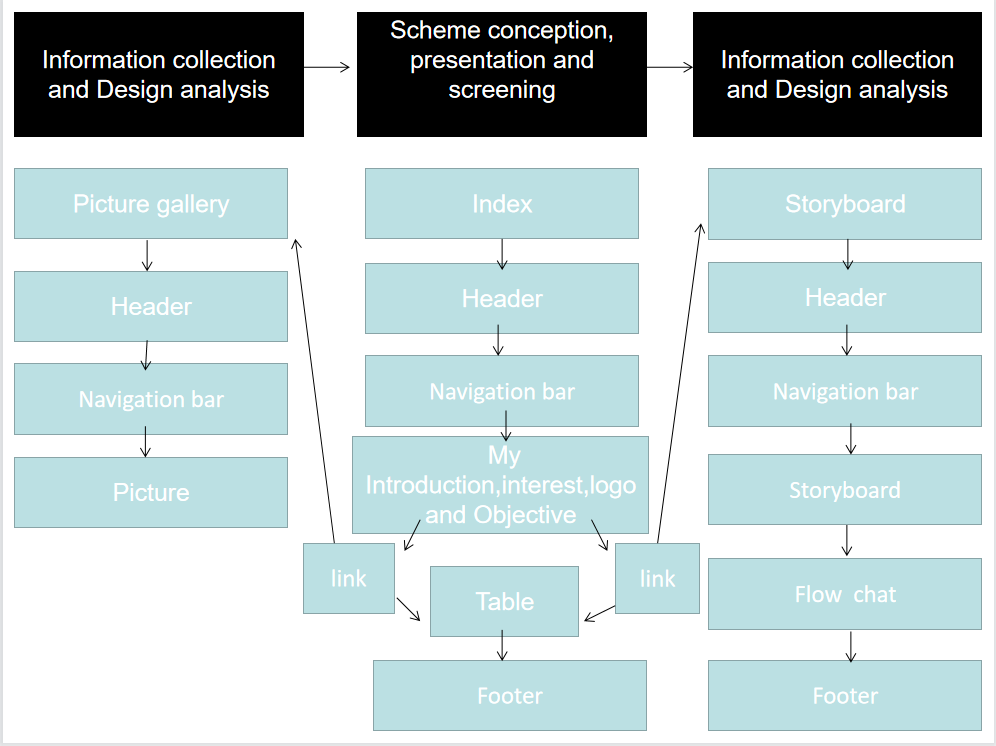 Information collection
and Design analysis
Scheme conception,
presentation and
screening
Information collection
and Design analysis
Picture gallery
Header
Navigation bar
Picture
Index
Header
Navigation bar
My
Introduction,interest,logo
and Objective
link
Table
link
Footer
Storyboard
Header
Navigation bar
Storyboard
Flow  chat
Footer